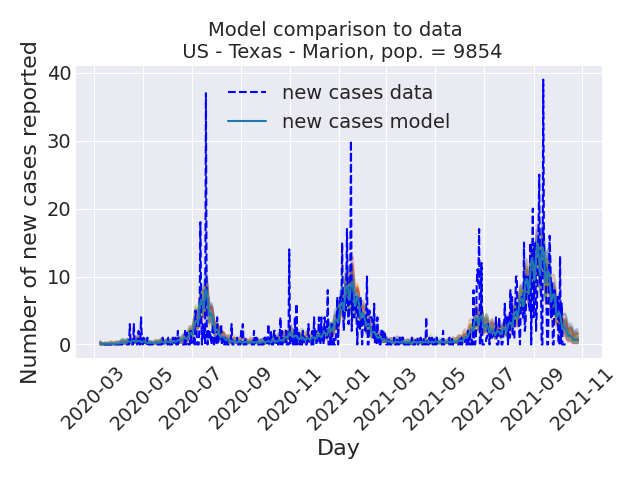 Model comparison to data
US - Texas - Marion, pop. = 9854
new cases data
new cases model
Number of new cases reported
40
30
20
10
0
2020-03
2020-05
2020-07
2020-09
2020-11
2021-01
2021-03
2021-05
2021-07
2021-09
2021-11
Day